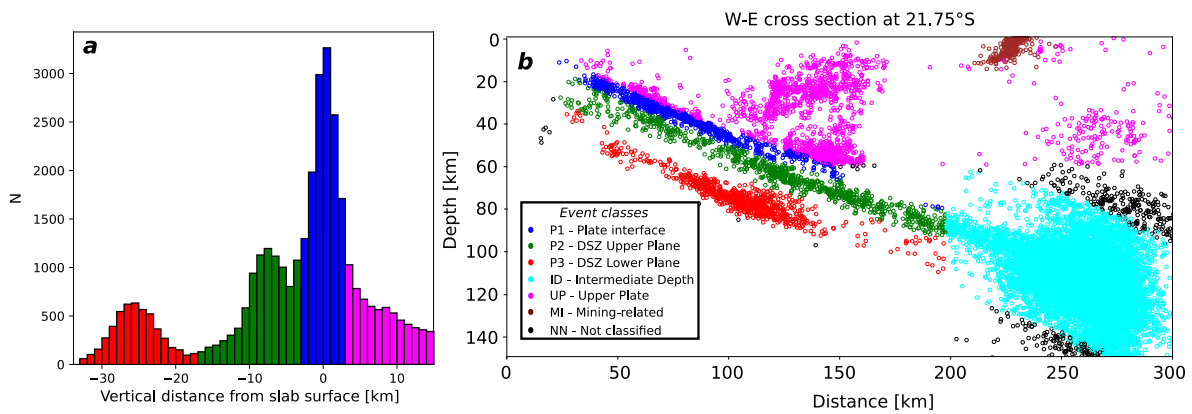 a
N
3000
2500
2000
1500
1000
500
0
−30 −20 −10 0 10
Vertical distance from slab surface [km]
W-E cross section at 21.75°S
b
Depth [km]
0
20
40
60
80
100
120
140
Event classes
P1 - Plate interface
P2 - DSZ Upper Plane
P3 - DSZ Lower Plane
ID - Intermediate Depth
UP - Upper Plate
MI - Mining-related
NN - Not classified
0 50 100 150 200 250 300
Distance [km]